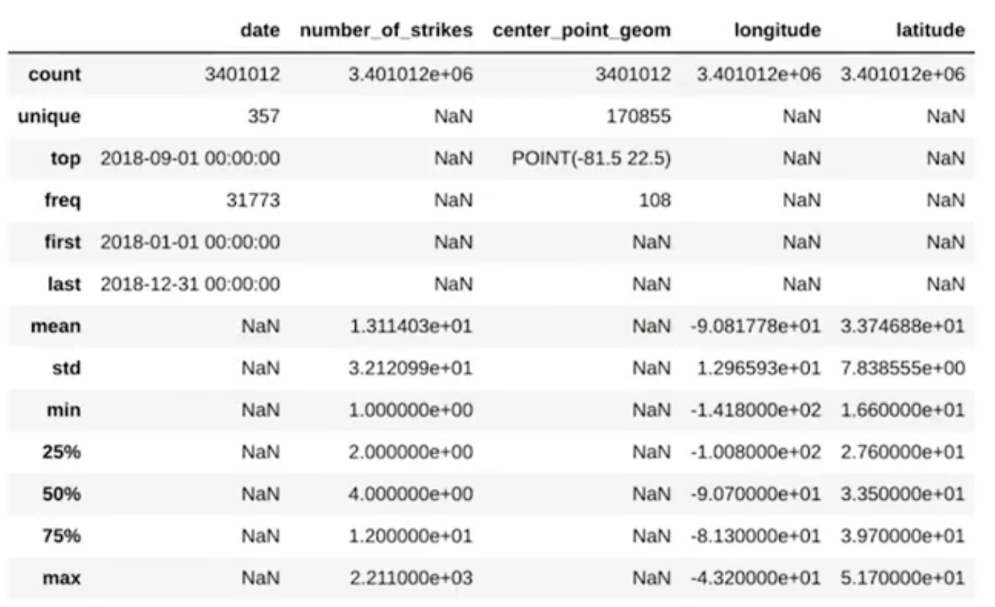 date number_of_strikes center_point_geom longitude latitude
count 3401012 3.401012e+06 3401012 3.401012e+06 3.401012e+06
unique 357 NaN 170855 NaN NaN
top 2018-09-01 00:00:00 NaN POINT(-81.5 22.5) NaN NaN
freq 31773 NaN 108 NaN NaN
first 2018-01-01 00:00:00 NaN NaN NaN NaN
last 2018-12-31 00:00:00 NaN NaN NaN NaN
mean NaN 1.311403e+01 NaN -9.081778e+01 3.374688e+01
std NaN 3.212099e+01 NaN 1.296593e+01 7.838555e+00
min NaN 1.000000e+00 NaN -1.418000e+02 1.660000e+01
25% NaN 2.000000e+00 NaN -1.008000e+02 2.760000e+01
50% NaN 4.000000e+00 NaN -9.070000e+01 3.350000e+01
75% NaN 1.200000e+01 NaN -8.130000e+01 3.970000e+01
max NaN 2.211000e+03 NaN -4.320000e+01 5.170000e+01